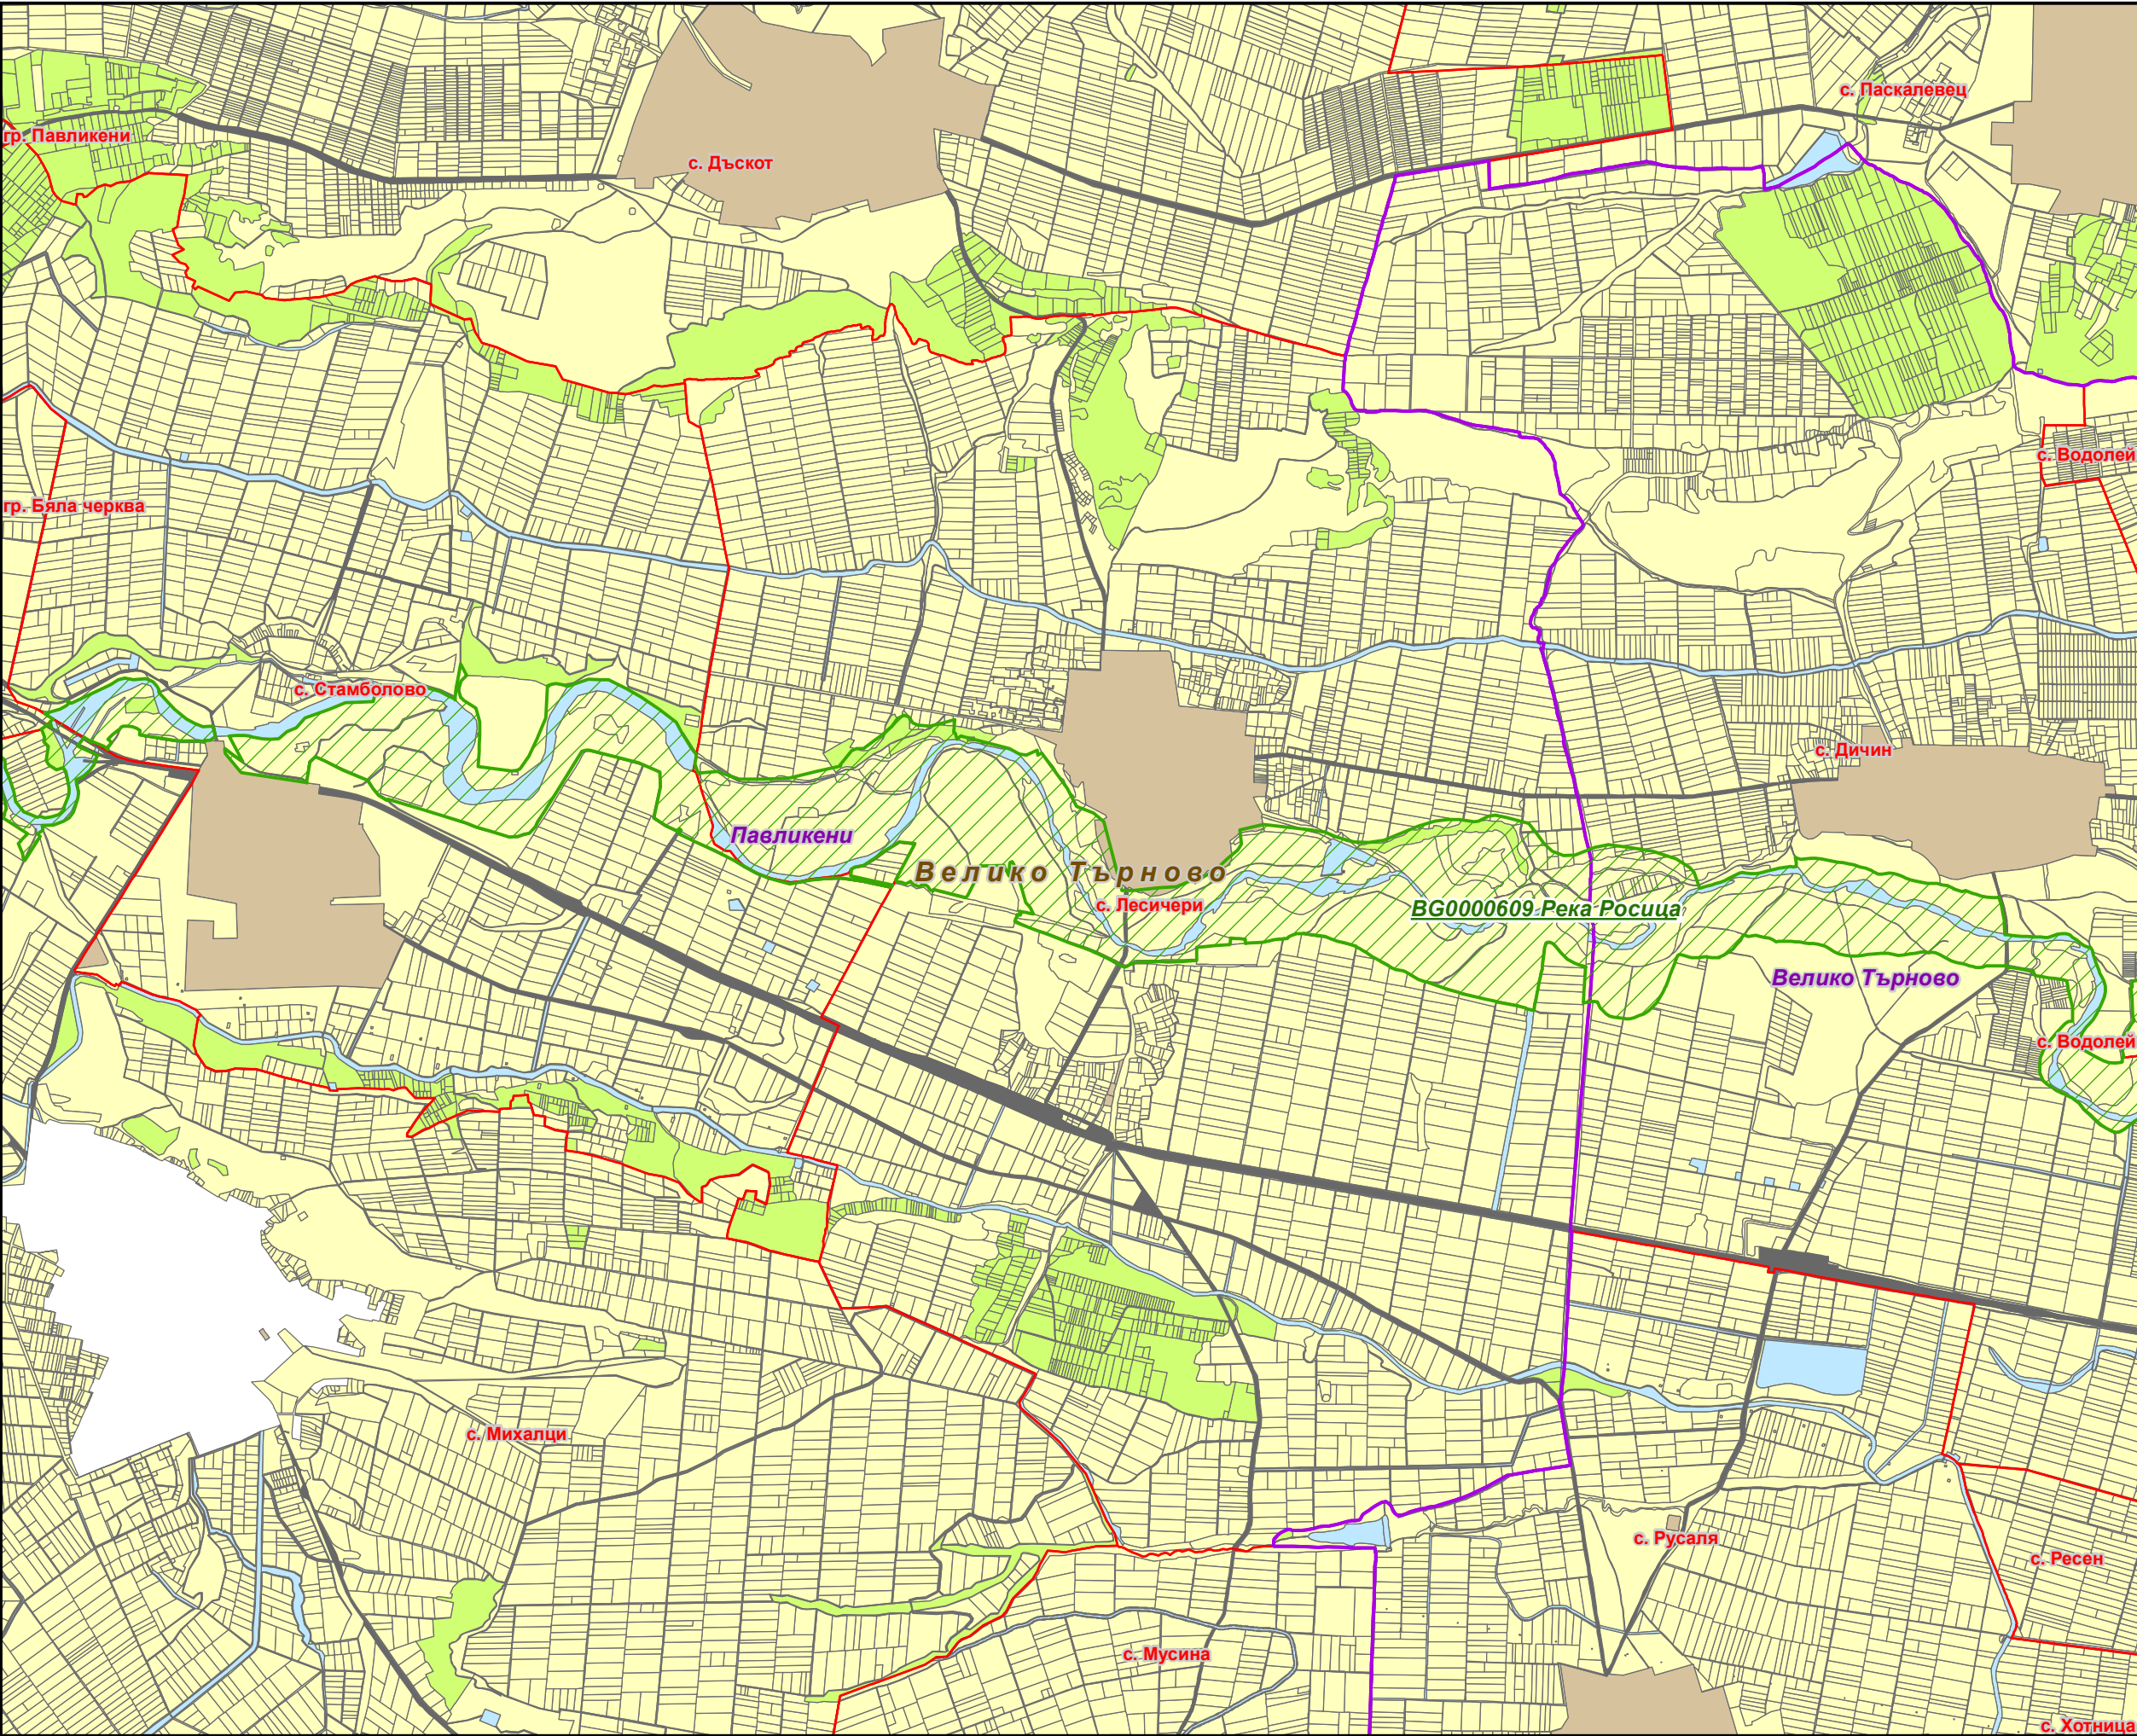 с. Паскалевец
гр. Павликени
с. Дъскот
с. Водолей
гр. Бяла черква
с. Стамболово
с. Дичин
Павликени
Велико Търново
с. Лесичери
BG0000609 Река Росица
Велико Търново
с. Водолей
с. Михалци
с. Русаля
с. Ресен
с. Мусина
с. Хотница